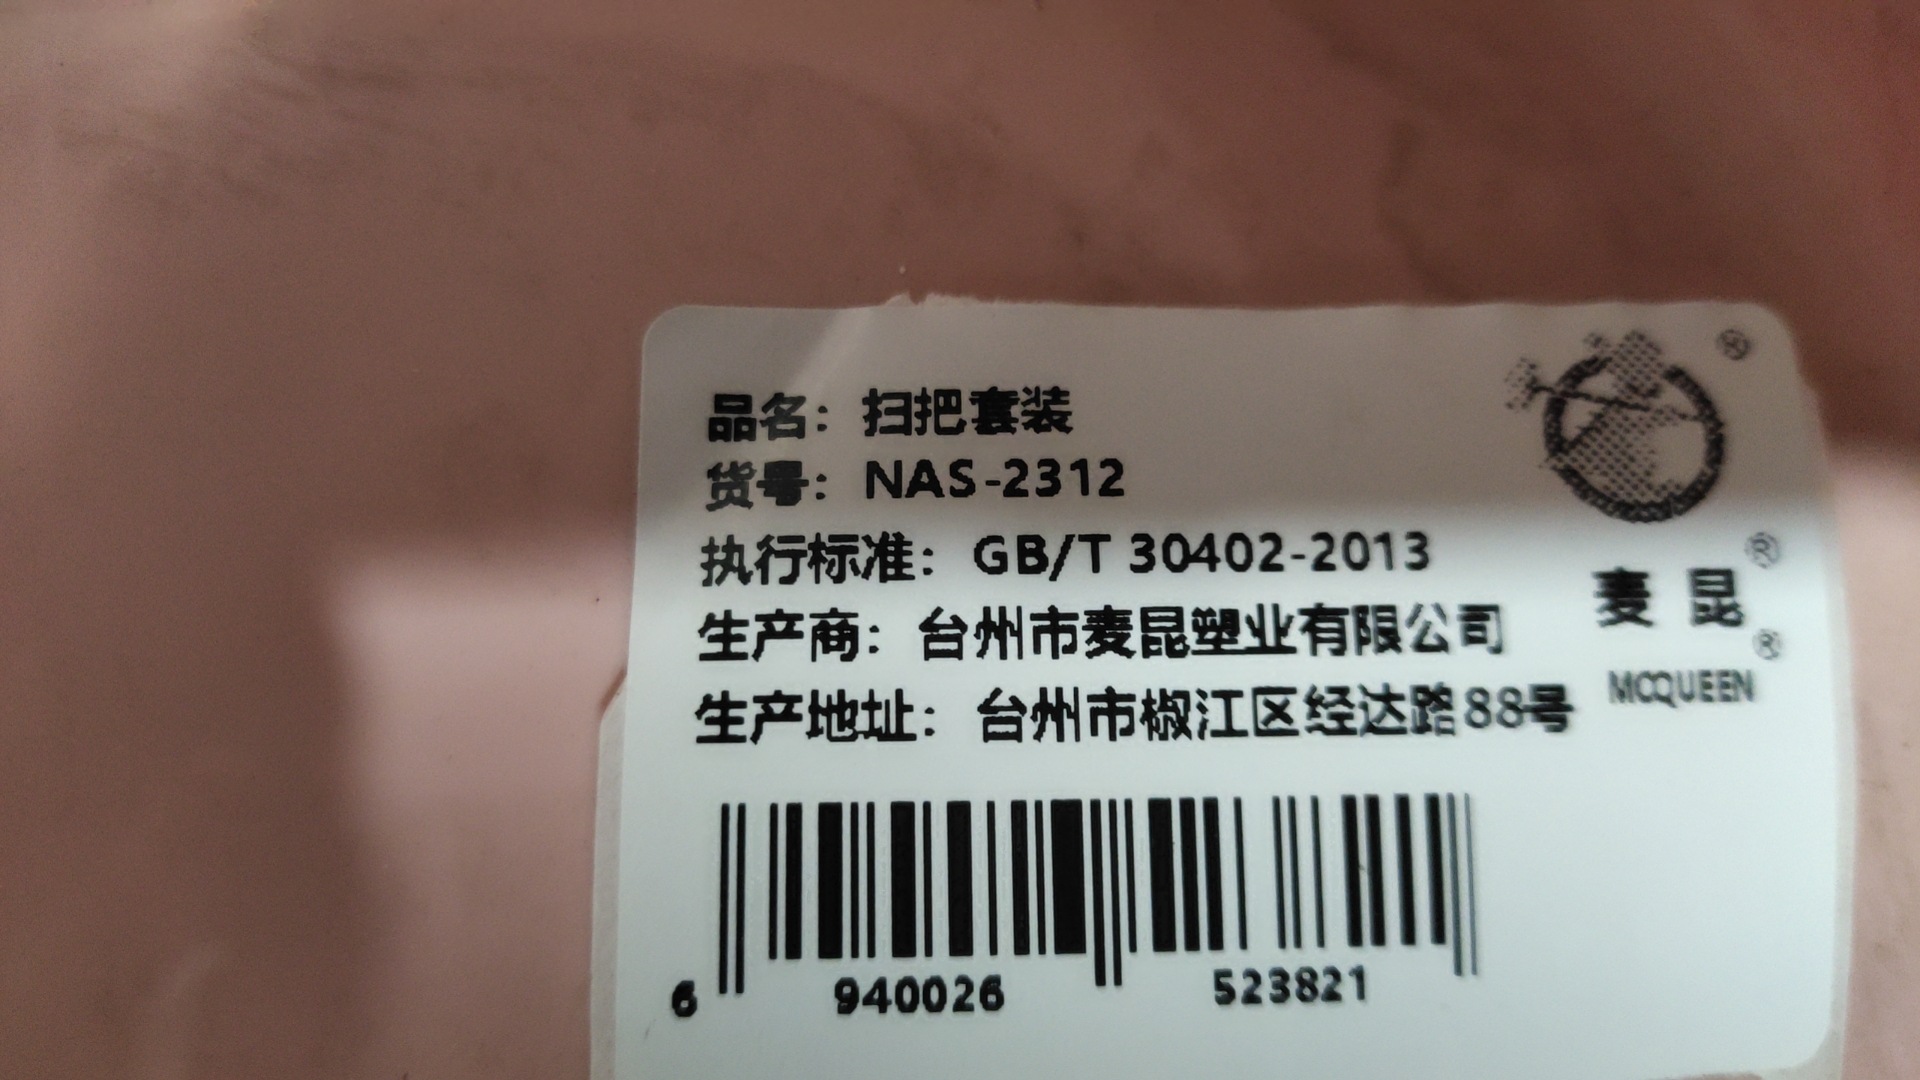 品名：扫把套装
货号：NAS-2312
执行标准：GB/T 30402-2013
生产商：台州市麦昆塑业有限公司
生产地址：台州市椒江区经达路88号
®
麦昆®
MCQUEEN®
6 940026 523821